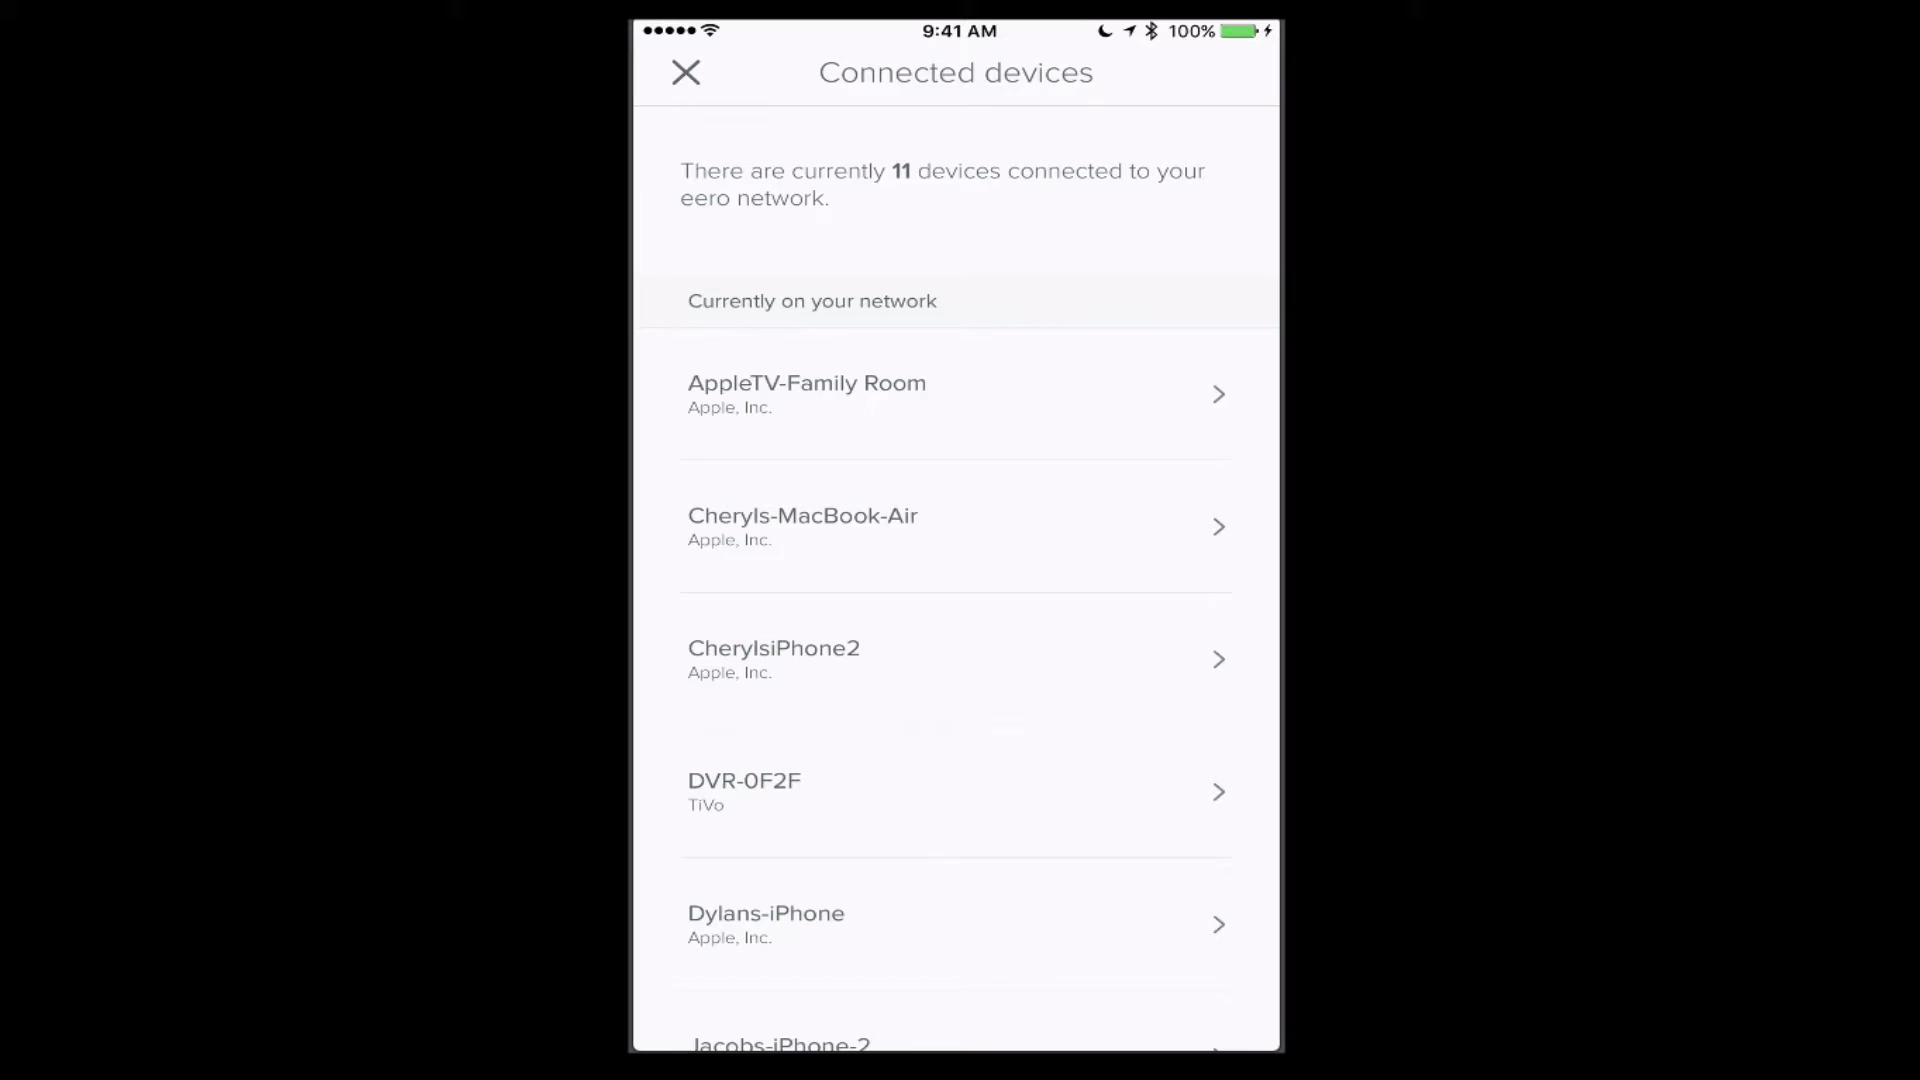 9:41 AM
100%
Connected devices
There are currently 11 devices connected to your
eero network.
Currently on your network
AppleTV-Family Room
Apple, Inc.
Cheryls-MacBook-Air
Apple, Inc.
CherylsiPhone2
Apple, Inc.
DVR-0F2F
TiVo
Dylans-iPhone
Apple, Inc.
Jacobs-iPhone-2